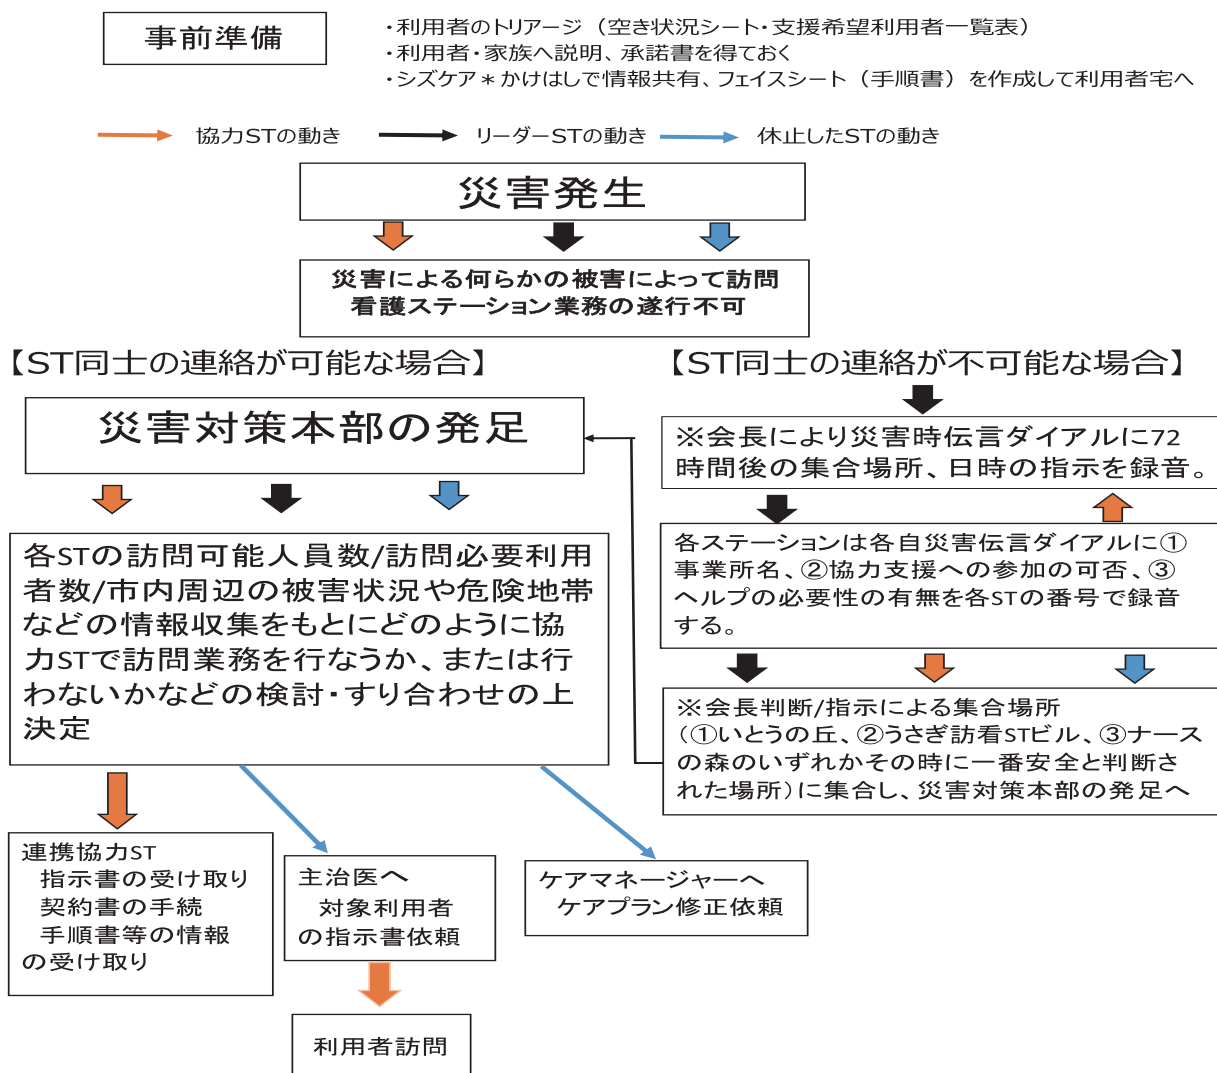 事前準備
・利用者のトリアージ（空き状況シート・支援希望利用者一覧表）
・利用者・家族へ説明、承諾書を得ておく
・シズケア＊かけはしで情報共有、フェイスシート（手順書）を作成して利用者宅へ
協力STの動き
リーダーSTの動き
休止したSTの動き
災害発生
災害による何らかの被害によって訪問
看護ステーション業務の遂行不可
【ST同士の連絡が可能な場合】
災害対策本部の発足
各STの訪問可能人員数/訪問必要利用
者数/市内周辺の被害状況や危険地帯
などの情報収集をもとにどのように協
力STで訪問業務を行なうか、または行
わないかなどの検討・すり合わせの上
決定
連携協力ST
指示書の受け取り
契約書の手続
手順書等の情報
の受け取り
主治医へ
対象利用者
の指示書依頼
ケアマネージャーへ
ケアプラン修正依頼
利用者訪問
【ST同士の連絡が不可能な場合】
※会長により災害時伝言ダイアルに72
時間後の集合場所、日時の指示を録音。
各ステーションは各自災害伝言ダイアルに①
事業所名、②協力支援への参加の可否、③
ヘルプの必要性の有無を各STの番号で録音
する。
※会長判断/指示による集合場所
（①いとうの丘、②うさぎ訪看STビル、③ナース
の森のいずれかその時に一番安全と判断さ
れた場所）に集合し、災害対策本部の発足へ